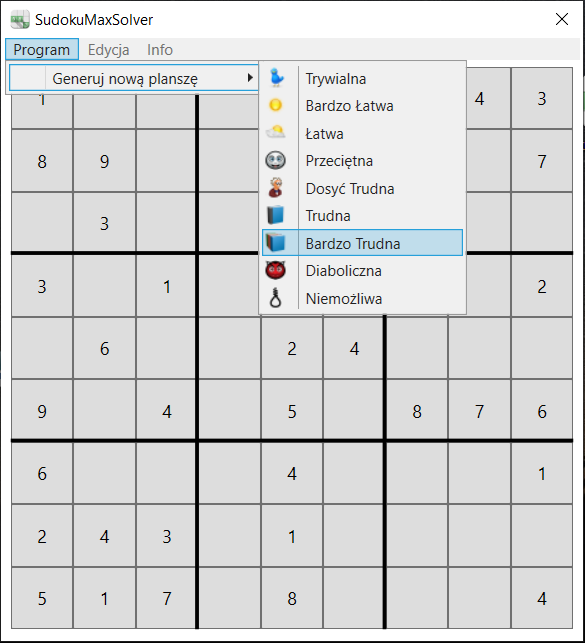 SudokuMaxSolver
Program Edycja Info
Generuj nową planszę
Trywialna
Bardzo Łatwa
Łatwa
Przeciętna
Dosyć Trudna
Trudna
Bardzo Trudna
Diaboliczna
Niemożliwa
1 4 3
8 9 7
3
3 1 2
6 2 4
9 4 5 8 7 6
6 4 1
2 4 3 1
5 1 7 8 4